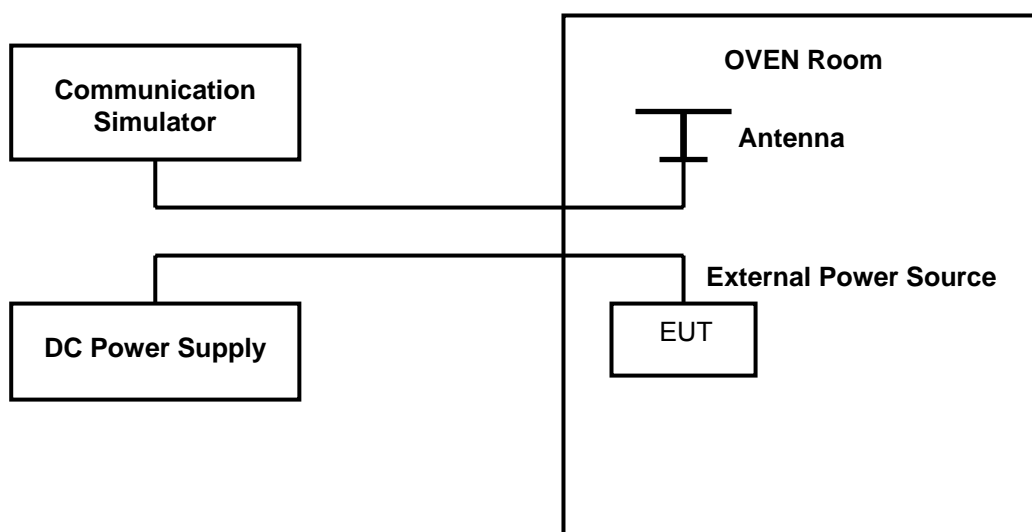 OVEN Room
Communication
Simulator
Antenna
External Power Source
DC Power Supply
EUT